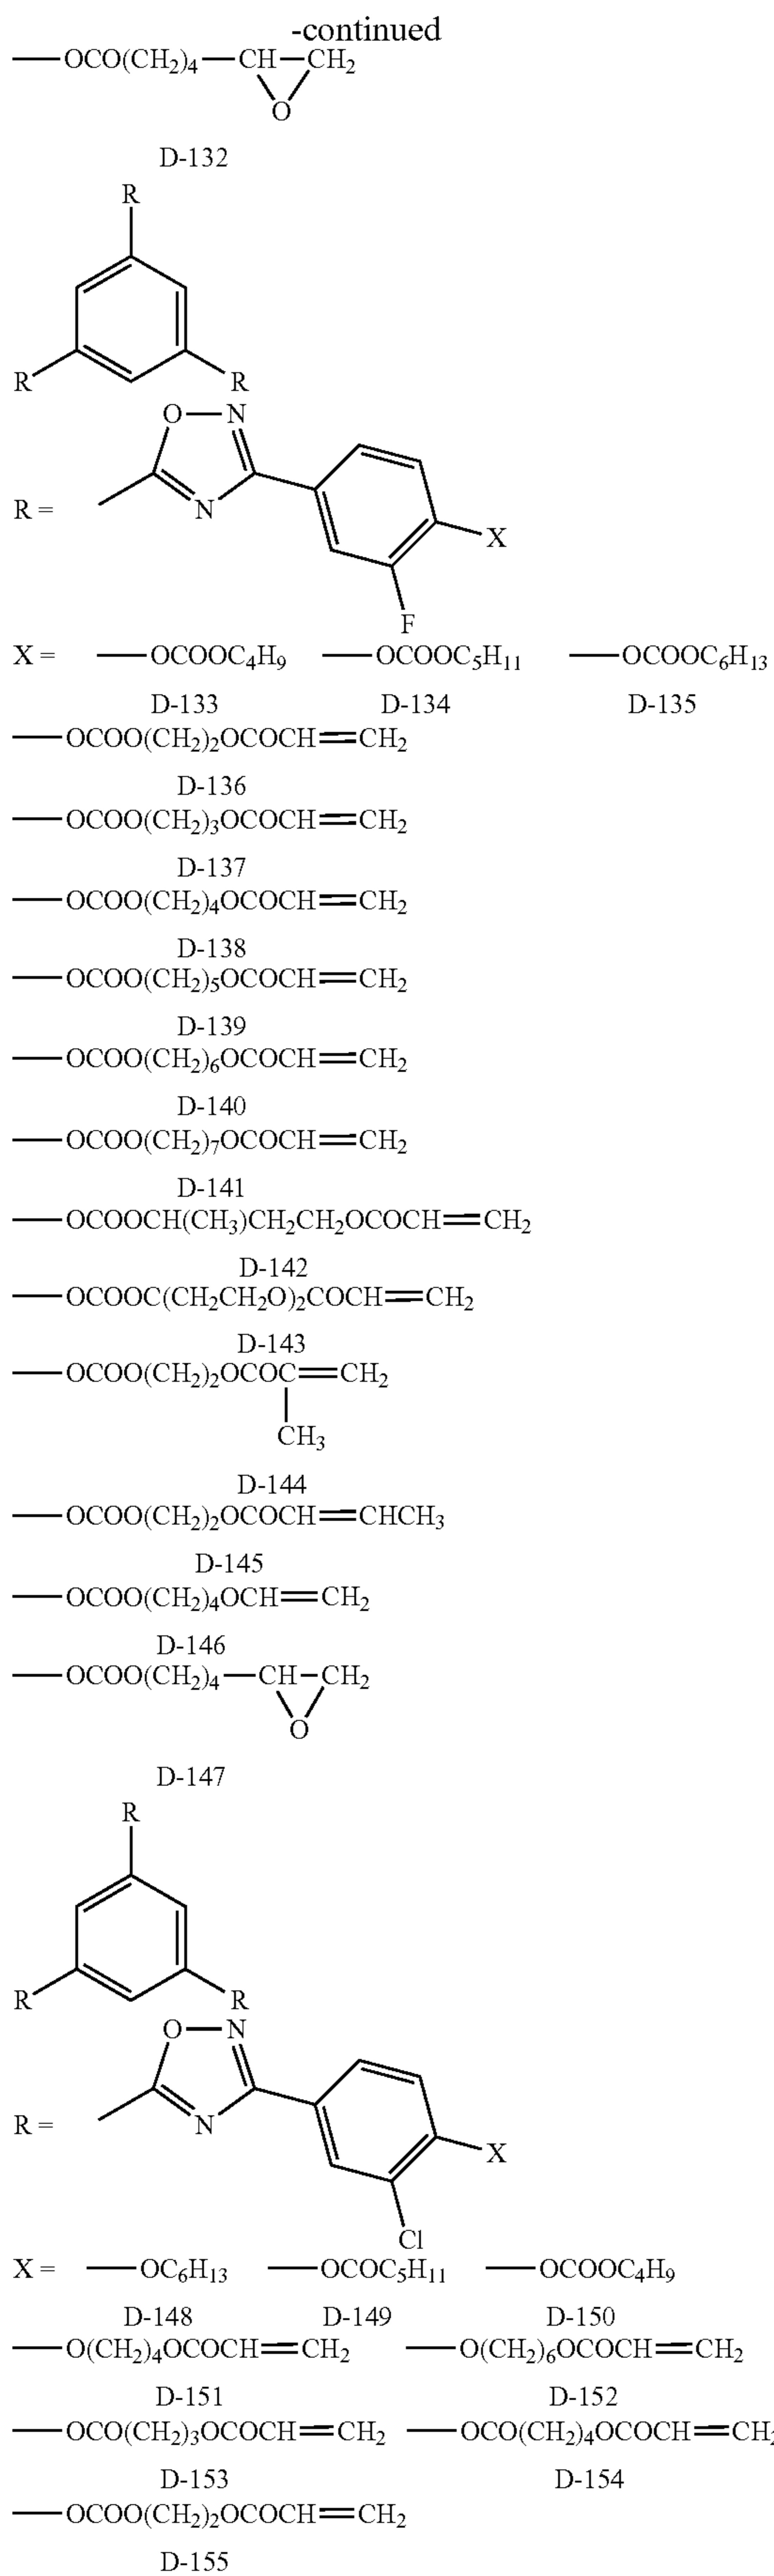 -continued
—OCO(CH₂)₄—CH—CH₂
O
D-132
R
R R
O—N
R = N X
F
X = —OCOOC₄H₉ —OCOOC₅H₁₁ —OCOOC₆H₁₃
D-133 D-134 D-135
—OCOO(CH₂)₂OCOCH=CH₂
D-136
—OCOO(CH₂)₃OCOCH=CH₂
D-137
—OCOO(CH₂)₄OCOCH=CH₂
D-138
—OCOO(CH₂)₅OCOCH=CH₂
D-139
—OCOO(CH₂)₆OCOCH=CH₂
D-140
—OCOO(CH₂)₇OCOCH=CH₂
D-141
—OCOOCH(CH₃)CH₂CH₂OCOCH=CH₂
D-142
—OCOOC(CH₂CH₂O)₂COCH=CH₂
D-143
—OCOO(CH₂)₂OCOC=CH₂
CH₃
D-144
—OCOO(CH₂)₂OCOCH=CHCH₃
D-145
—OCOO(CH₂)₄OCH=CH₂
D-146
—OCOO(CH₂)₄—CH—CH₂
O
D-147
R
R R
O—N
R = N X
Cl
X = —OC₆H₁₃ —OCOC₅H₁₁ —OCOOC₄H₉
D-148 D-149 D-150
—O(CH₂)₄OCOCH=CH₂ —O(CH₂)₆OCOCH=CH₂
D-151 D-152
—OCO(CH₂)₃OCOCH=CH₂ —OCO(CH₂)₄OCOCH=CH₂
D-153 D-154
—OCOO(CH₂)₂OCOCH=CH₂
D-155